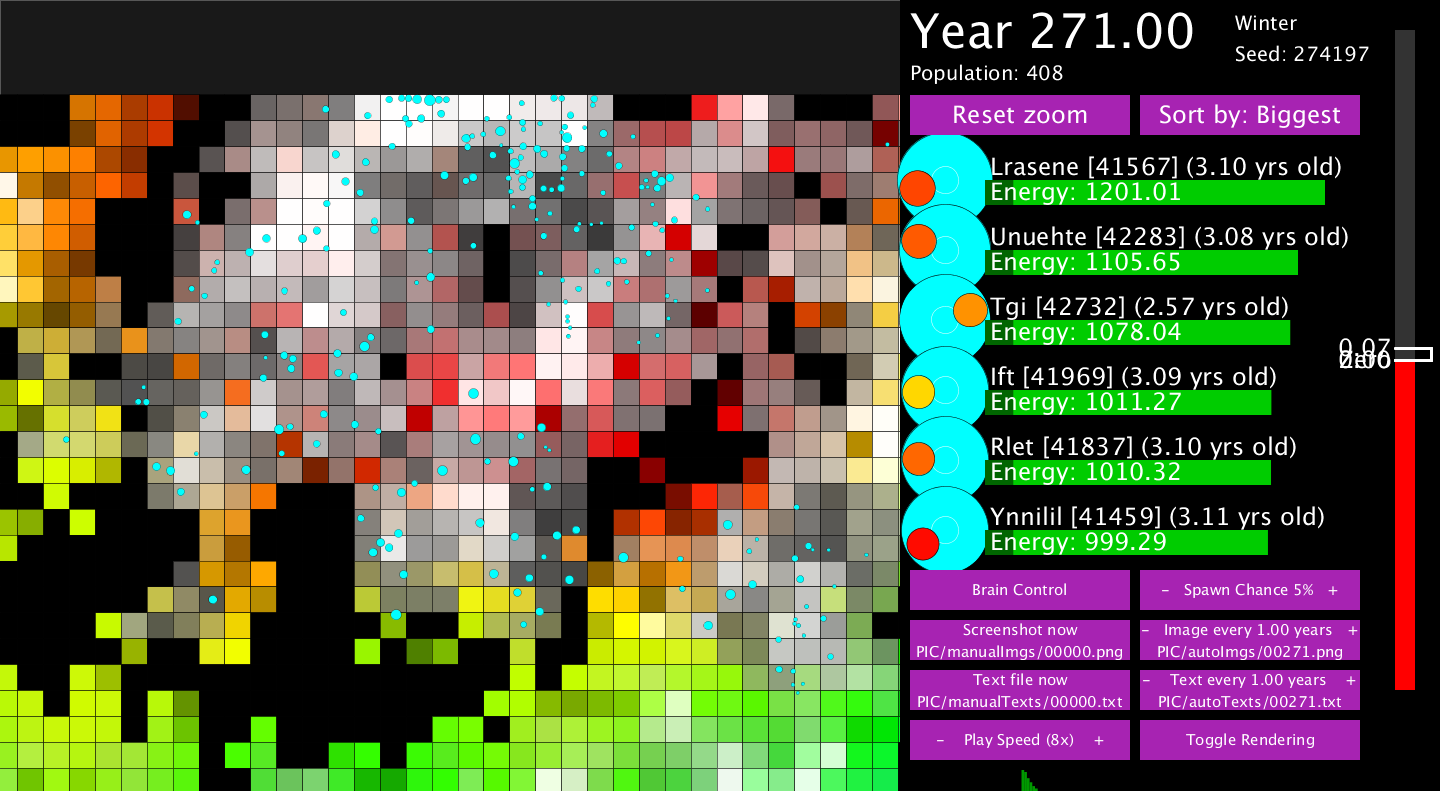 Year 271.00
Winter
Seed: 274197
Population: 408
Reset zoom
Sort by: Biggest
Lrasene [41567] (3.10 yrs old)
Energy: 1201.01
Unuehte [42283] (3.08 yrs old)
Energy: 1105.65
Tgi [42732] (2.57 yrs old)
Energy: 1078.04
Ift [41969] (3.09 yrs old)
Energy: 1011.27
Rlet [41837] (3.10 yrs old)
Energy: 1010.32
Ynnilil [41459] (3.11 yrs old)
Energy: 999.29
0.07
Brain Control
- Spawn Chance 5% +
Screenshot now
PIC/manualImgs/00000.png
- Image every 1.00 years +
PIC/autoImgs/00271.png
Text file now
PIC/manualTexts/00000.txt
- Text every 1.00 years +
PIC/autoTexts/00271.txt
- Play Speed (8x) +
Toggle Rendering